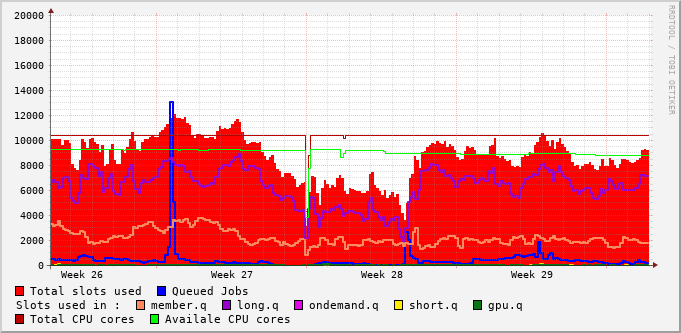 RRDTOOL / TOBI OETIKER
20000
18000
16000
14000
12000
10000
8000
6000
4000
2000
0
Week 26 Week 27 Week 28 Week 29
Total slots used Queued Jobs
Slots used in : member.q long.q ondemand.q short.q gpu.q
Total CPU cores Availale CPU cores